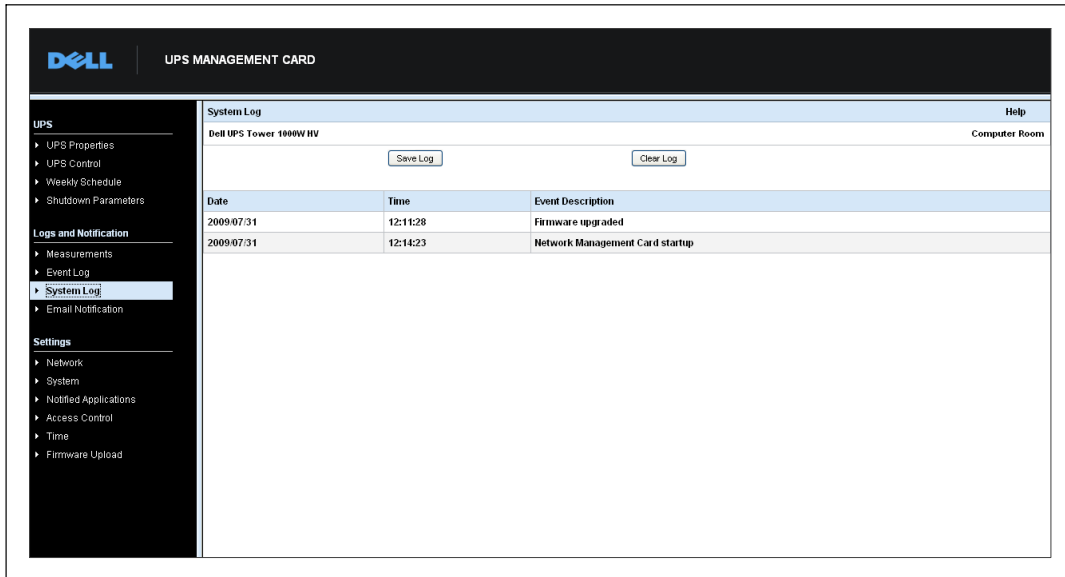 DELL
UPS MANAGEMENT CARD
UPS
UPS Properties
UPS Control
Weekly Schedule
Shutdown Parameters
Logs and Notification
Measurements
Event Log
System Log
Email Notification
Settings
Network
System
Notified Applications
Access Control
Time
Firmware Upload
System Log Help
Dell UPS Tower 1000W HV Computer Room
Save Log Clear Log
Date Time Event Description
2009/07/31 12:11:28 Firmware upgraded
2009/07/31 12:14:23 Network Management Card startup